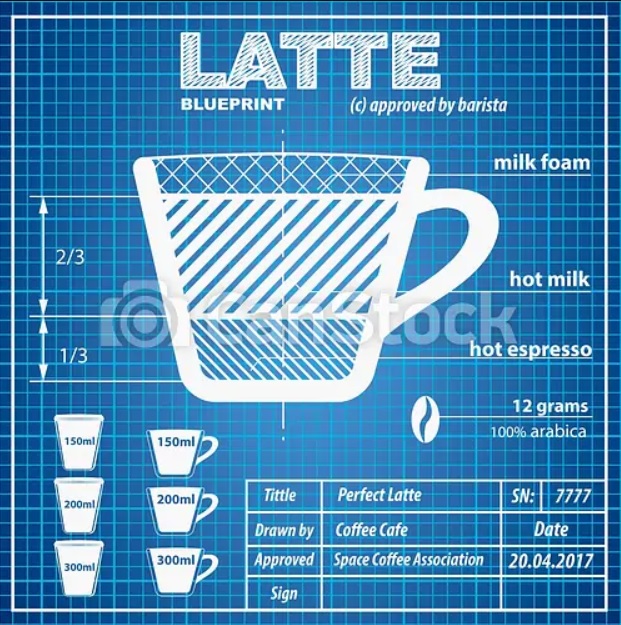 LATTE
BLUEPRINT
(c) approved by barista
milk foam
2/3
hot milk
CanStock
1/3
hot espresso
12 grams
100% arabica
150ml 150ml
200ml 200ml
300ml 300ml
Tittle Perfect Latte SN: 7777
Drawn by Coffee Cafe Date
Approved Space Coffee Association 20.04.2017
Sign